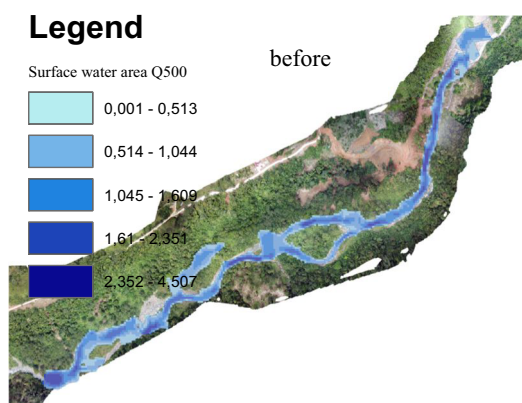 Legend
before
Surface water area Q500
0,001 - 0,513
0,514 - 1,044
1,045 - 1,609
1,61 - 2,351
2,352 - 4,507